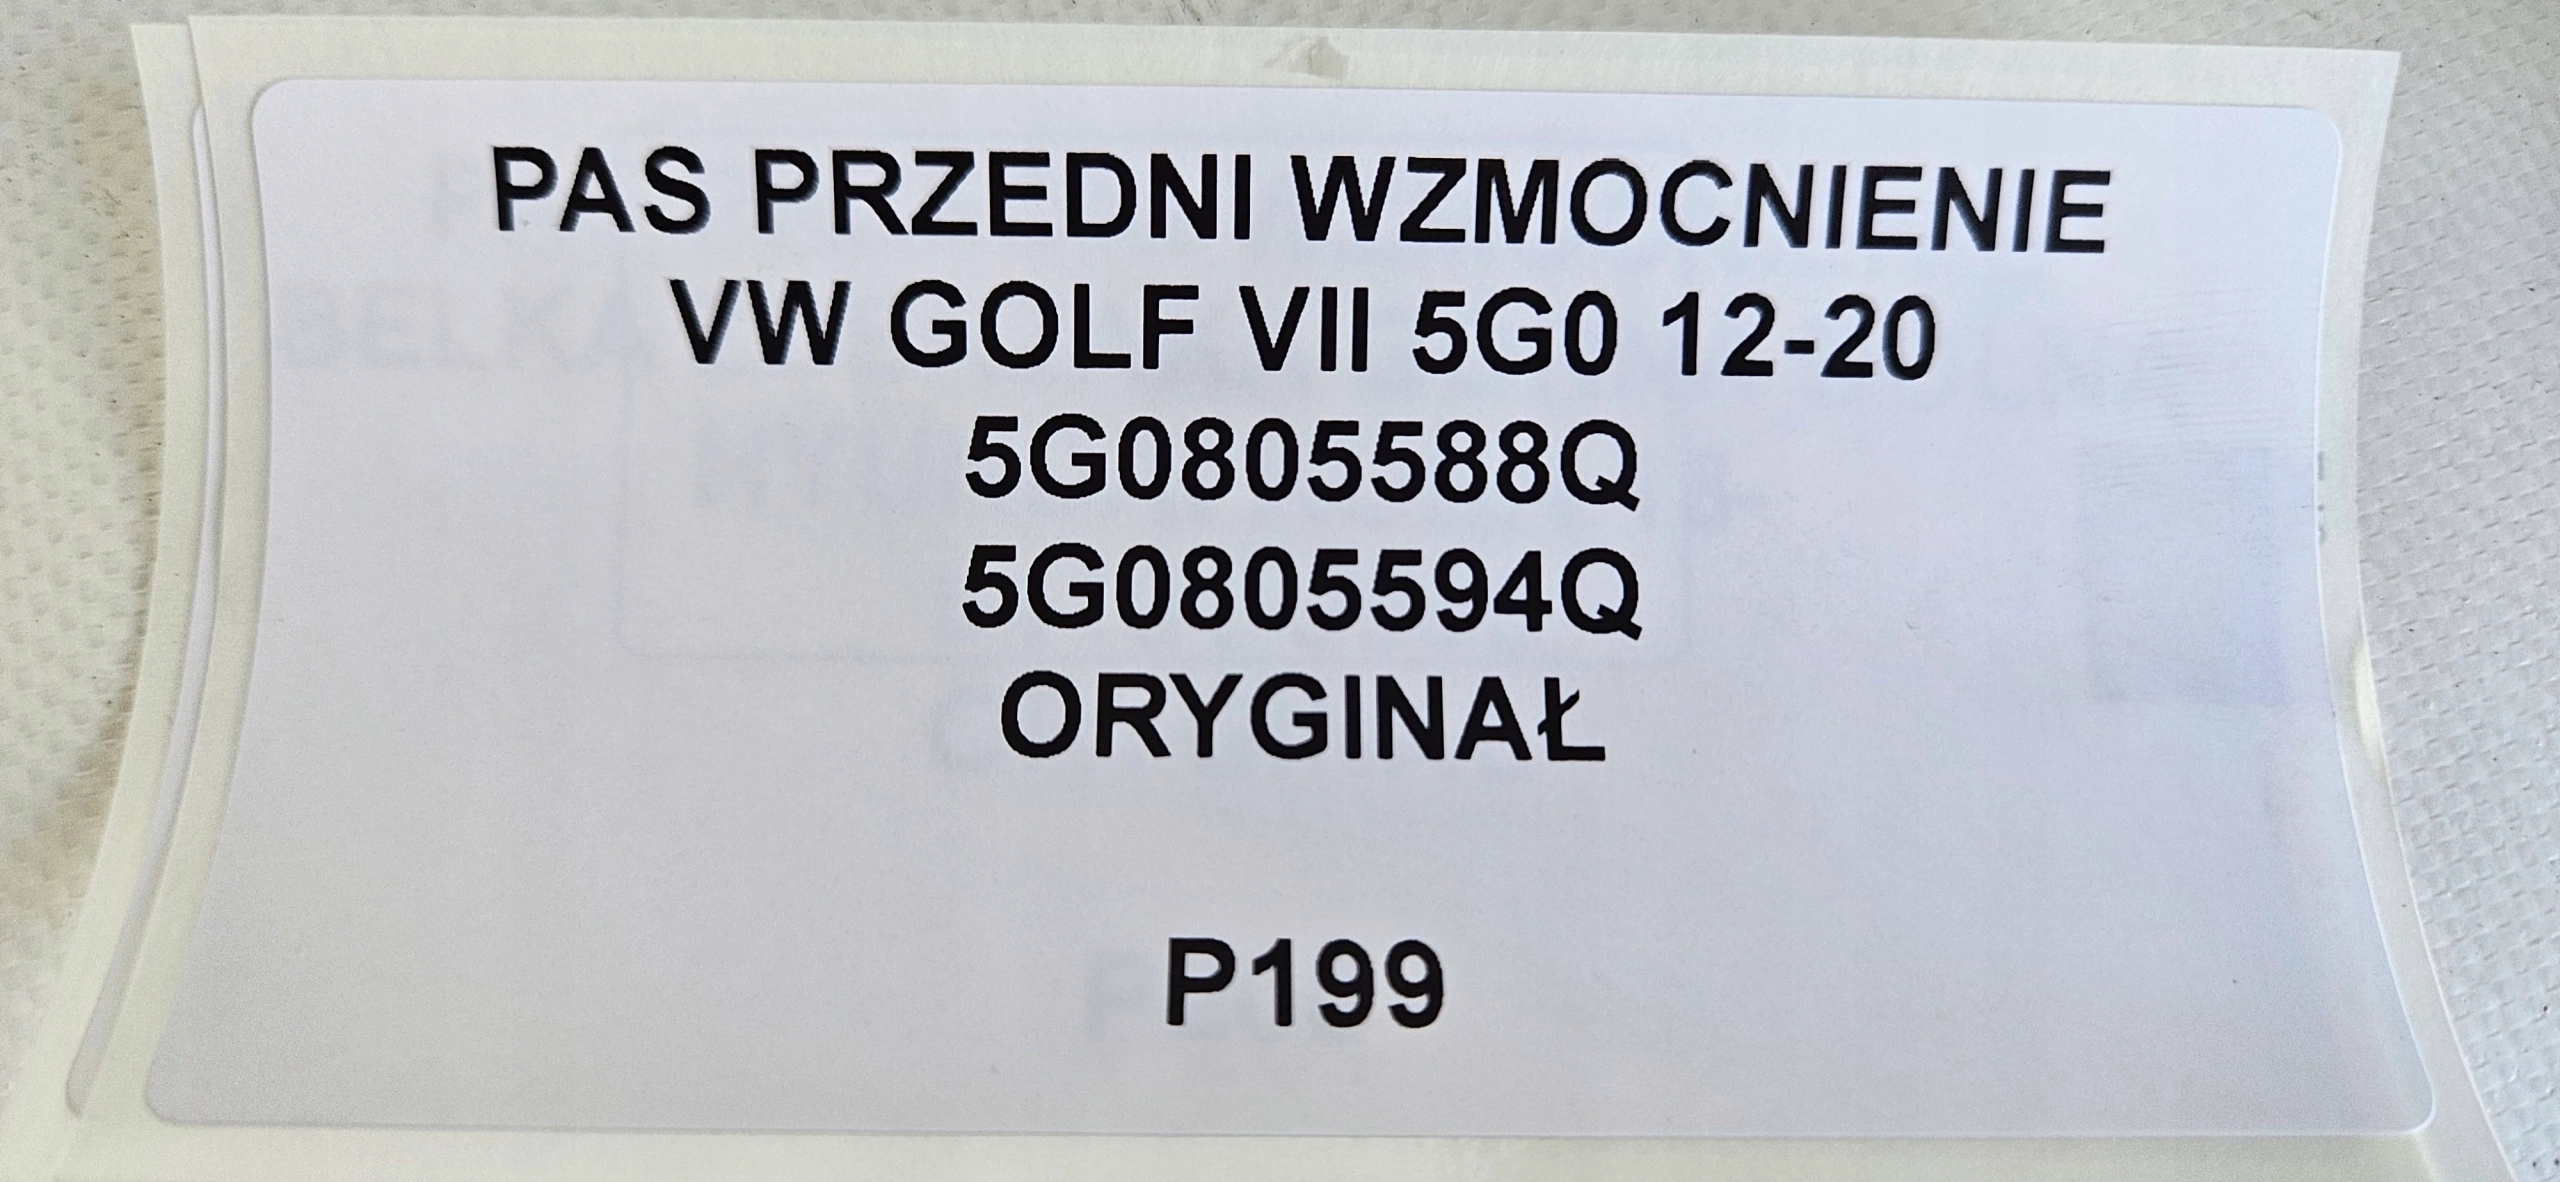 PAS PRZEDNI WZMOCNIENIE
VW GOLF VII 5G0 12-20
5G0805588Q
5G0805594Q
ORYGINAŁ
P199